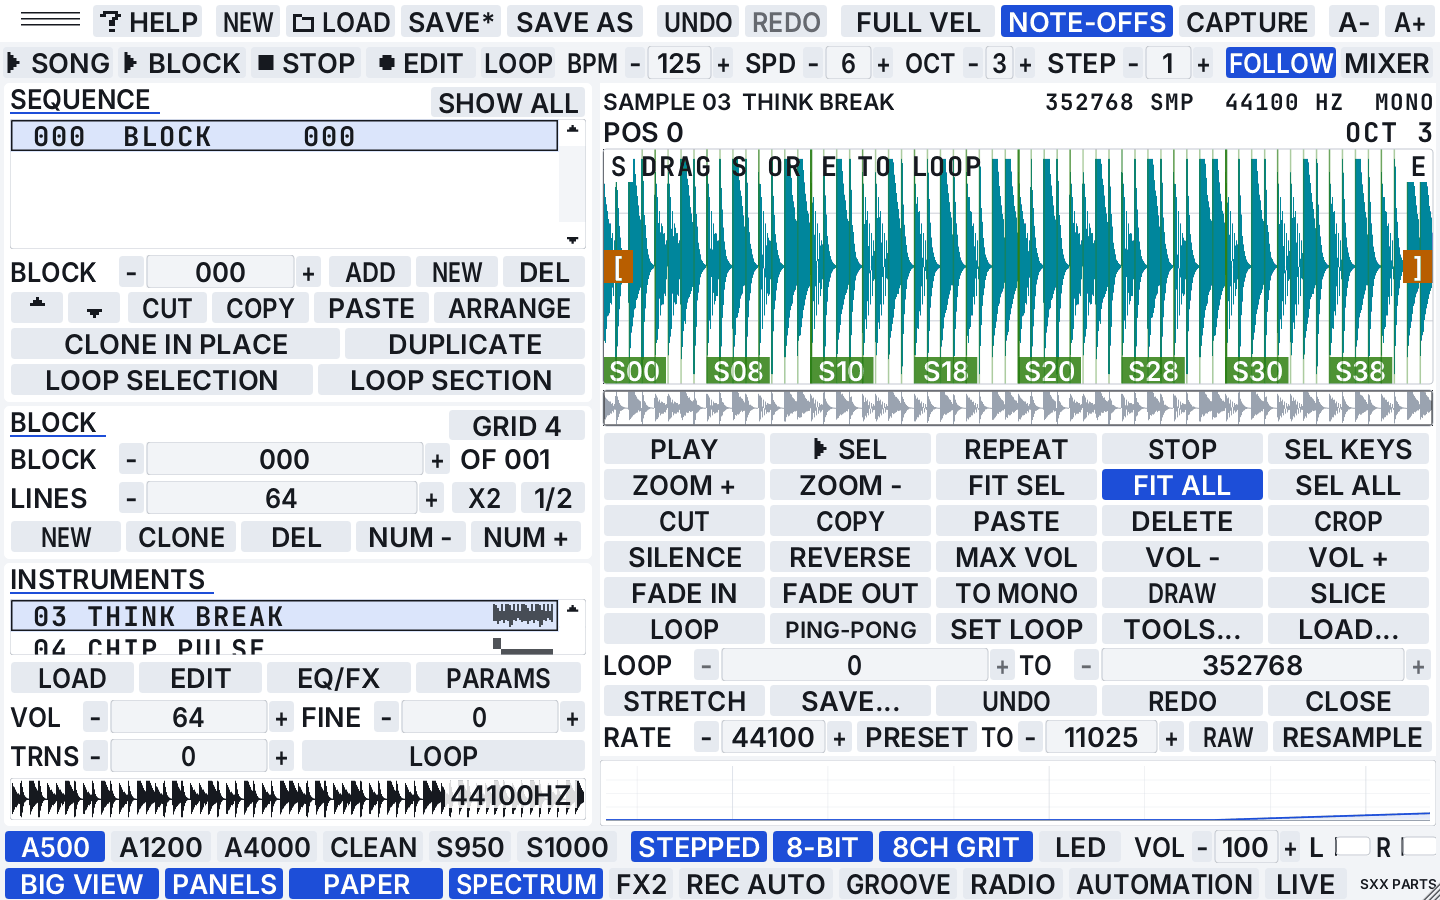 ? HELP NEW LOAD SAVE* SAVE AS UNDO REDO FULL VEL NOTE-OFFS CAPTURE A- A+
SONG BLOCK STOP EDIT LOOP BPM - 125 + SPD - 6 + OCT - 3 + STEP - 1 + FOLLOW MIXER
SEQUENCE SHOW ALL
000 BLOCK 000
BLOCK - 000 + ADD NEW DEL
CUT COPY PASTE ARRANGE
CLONE IN PLACE DUPLICATE
LOOP SELECTION LOOP SECTION
BLOCK GRID 4
BLOCK - 000 + OF 001
LINES - 64 + X2 1/2
NEW CLONE DEL NUM - NUM +
INSTRUMENTS
03 THINK BREAK
04 CHIP PULSE
LOAD EDIT EQ/FX PARAMS
VOL - 64 + FINE - 0 +
TRNS - 0 + LOOP
44100HZ
SAMPLE 03 THINK BREAK 352768 SMP 44100 HZ MONO
POS 0 OCT 3
S DRAG S OR E TO LOOP E
[ ]
S00 S08 S10 S18 S20 S28 S30 S38
PLAY SEL REPEAT STOP SEL KEYS
ZOOM + ZOOM - FIT SEL FIT ALL SEL ALL
CUT COPY PASTE DELETE CROP
SILENCE REVERSE MAX VOL VOL - VOL +
FADE IN FADE OUT TO MONO DRAW SLICE
LOOP PING-PONG SET LOOP TOOLS... LOAD...
LOOP - 0 + TO - 352768 +
STRETCH SAVE... UNDO REDO CLOSE
RATE - 44100 + PRESET TO - 11025 + RAW RESAMPLE
A500 A1200 A4000 CLEAN S950 S1000 STEPPED 8-BIT 8CH GRIT LED VOL - 100 + L R
BIG VIEW PANELS PAPER SPECTRUM FX2 REC AUTO GROOVE RADIO AUTOMATION LIVE SXX PARTS